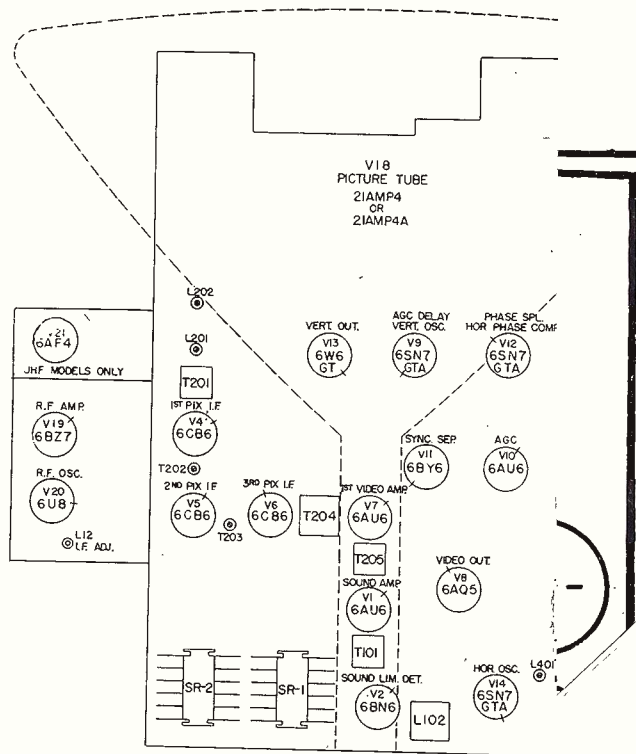 V18
PICTURE TUBE
21AMP4
OR
21AMP4A
L202
L201
T201
V21
6AF4
JHF MODELS ONLY
VERT. OUT.
V13
6W6
GT
AGC DELAY
VERT. OSC.
V9
6SN7
GTA
PHASE SPL.
HOR PHASE COMP
V12
6SN7
GTA
R.F. AMP.
V19
6BZ7
1ST PIX I.F.
V4
6CB6
T202
SYNC. SEP.
V11
6BY6
AGC
V10
6AU6
R.F. OSC.
V20
6U8
L12
I.F. ADJ.
2ND PIX I.F
V5
6CB6
T203
3RD PIX I.F
V6
6CB6
T204
1ST VIDEO AMP.
V7
6AU6
T205
VIDEO OUT.
V8
6AQ5
SOUND AMP.
V1
6AU6
T101
SR-2
SR-1
SOUND LIM. DET.
V2
6BN6
L102
HOR OSC.
V14
6SN7
GTA
L401